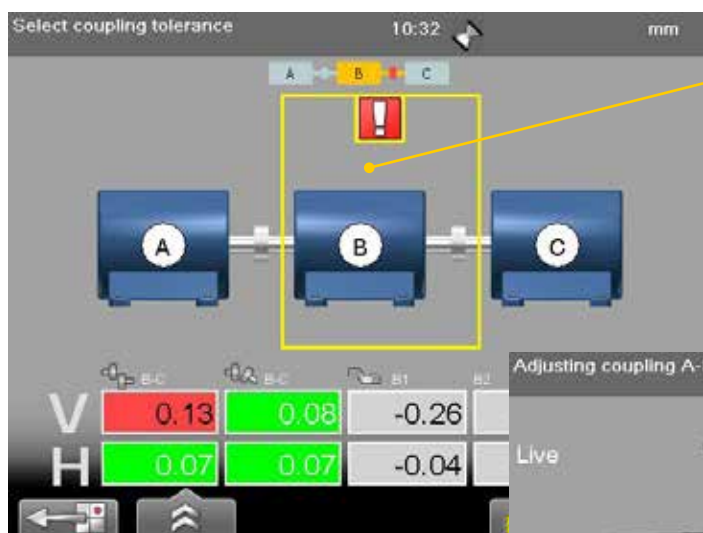 Select coupling tolerance 10:32 mm
A B C
!
A B C
B-C B-C B1 B2
V 0.13 0.08 -0.26
H 0.07 0.07 -0.04
Adjusting coupling A-
Live